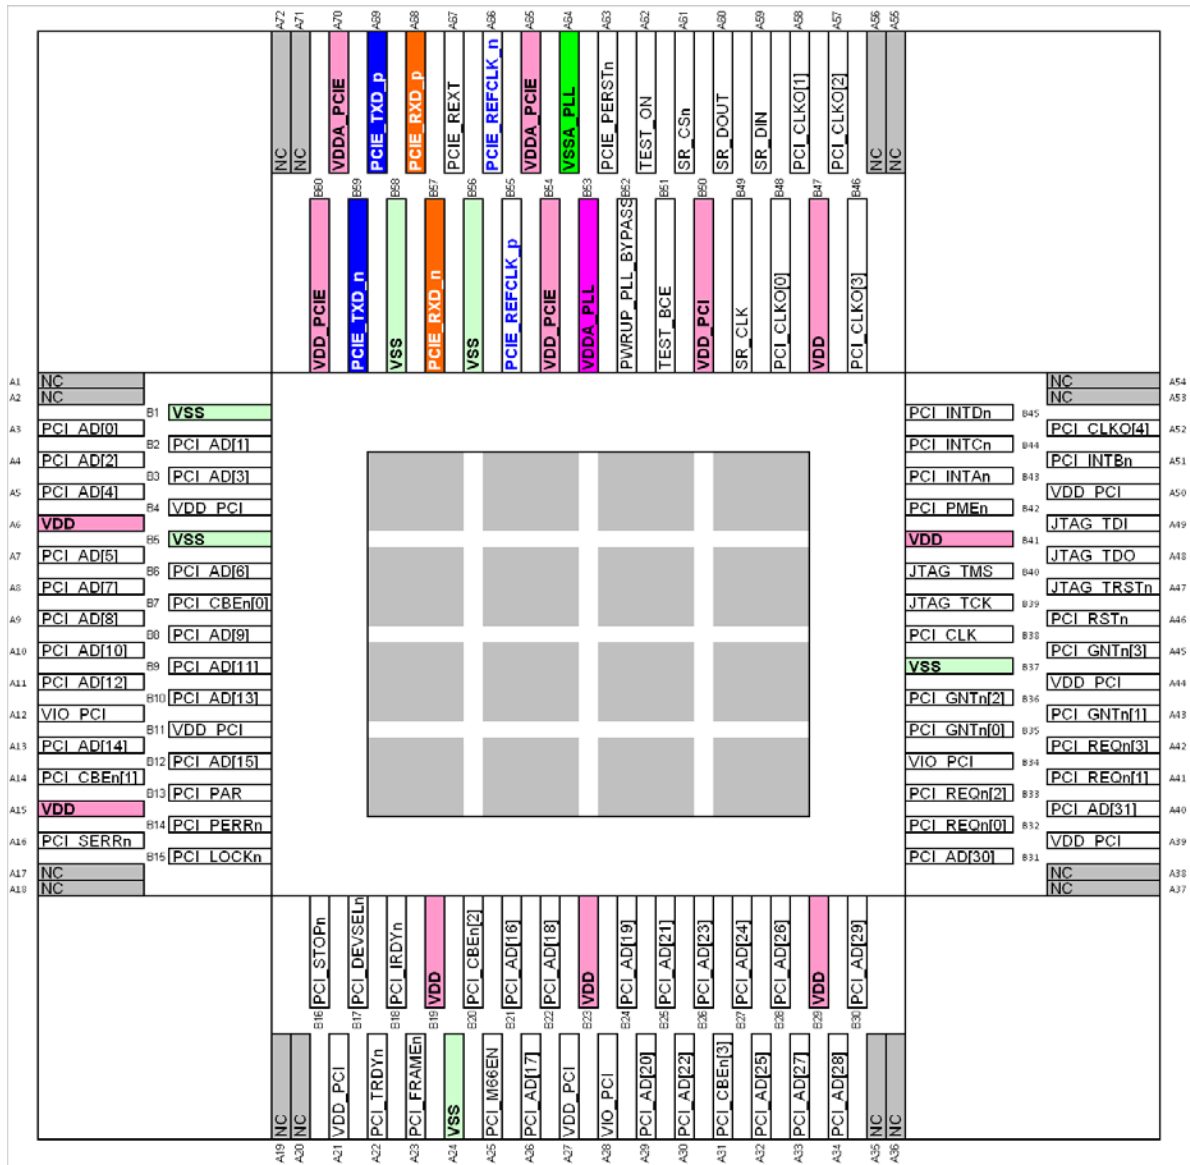 A72 A71 A70 A69 A68 A67 A66 A65 A64 A63 A62 A61 A60 A59 A58 A57 A56 A55
NC NC VDDA_PCIE PCIE_TXD_p PCIE_RXD_p PCIE_REXT PCIE_REFCLK_n VDDA_PCIE VSSA_PLL PCIE_PERSTn TEST_ON SR_CSn SR_DOUT SR_DIN PCI_CLKO[1] PCI_CLKO[2] NC NC
B60 B59 B58 B57 B56 B55 B54 B53 B52 B51 B50 B49 B48 B47 B46
VDD_PCIE PCIE_TXD_n VSS PCIE_RXD_n VSS PCIE_REFCLK_p VDD_PCIE VDDA_PLL PWRUP_PLL_BYPASS TEST_BCE VDD_PCI SR_CLK PCI_CLKO[0] VDD PCI_CLKO[3]
A1 NC
A2 NC
B1 VSS
A3 PCI_AD[0]
B2 PCI_AD[1]
A4 PCI_AD[2]
B3 PCI_AD[3]
A5 PCI_AD[4]
B4 VDD_PCI
A6 VDD
B5 VSS
A7 PCI_AD[5]
B6 PCI_AD[6]
A8 PCI_AD[7]
B7 PCI_CBEn[0]
A9 PCI_AD[8]
B8 PCI_AD[9]
A10 PCI_AD[10]
B9 PCI_AD[11]
A11 PCI_AD[12]
B10 PCI_AD[13]
A12 VIO_PCI
B11 VDD_PCI
A13 PCI_AD[14]
B12 PCI_AD[15]
A14 PCI_CBEn[1]
B13 PCI_PAR
A15 VDD
B14 PCI_PERRn
A16 PCI_SERRn
B15 PCI_LOCKn
A17 NC
A18 NC
NC A54
NC A53
PCI_INTDn B45
PCI_CLKO[4] A52
PCI_INTCn B44
PCI_INTBn A51
PCI_INTAn B43
VDD_PCI A50
PCI_PMEn B42
JTAG_TDI A49
VDD B41
JTAG_TDO A48
JTAG_TMS B40
JTAG_TRSTn A47
JTAG_TCK B39
PCI_RSTn A46
PCI_CLK B38
PCI_GNTn[3] A45
VSS B37
VDD_PCI A44
PCI_GNTn[2] B36
PCI_GNTn[1] A43
PCI_GNTn[0] B35
PCI_REQn[3] A42
VIO_PCI B34
PCI_REQn[1] A41
PCI_REQn[2] B33
PCI_AD[31] A40
PCI_REQn[0] B32
VDD_PCI A39
PCI_AD[30] B31
NC A38
NC A37
PCI_STOPn PCI_DEVSELn PCI_IRDYn VDD PCI_CBEn[2] PCI_AD[16] PCI_AD[18] VDD PCI_AD[19] PCI_AD[21] PCI_AD[23] PCI_AD[24] PCI_AD[26] VDD PCI_AD[29]
B16 B17 B18 B19 B20 B21 B22 B23 B24 B25 B26 B27 B28 B29 B30
NC NC VDD_PCI PCI_TRDYn PCI_FRAMEn VSS PCI_M66EN PCI_AD[17] VDD_PCI VIO_PCI PCI_AD[20] PCI_AD[22] PCI_CBEn[3] PCI_AD[25] PCI_AD[27] PCI_AD[28] NC NC
A19 A20 A21 A22 A23 A24 A25 A26 A27 A28 A29 A30 A31 A32 A33 A34 A35 A36